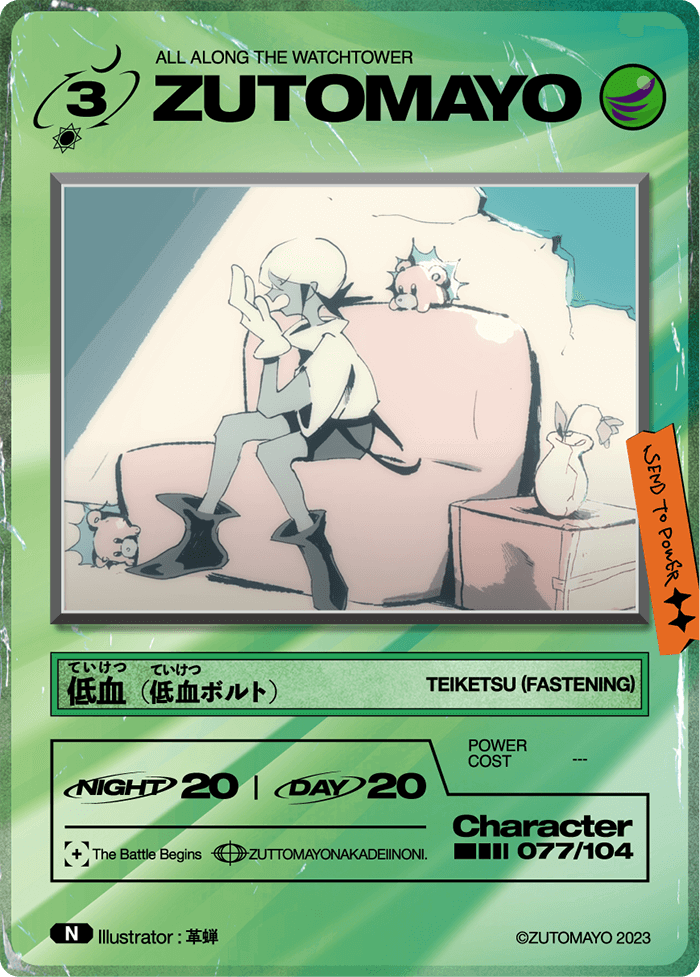 ALL ALONG THE WATCHTOWER
3
ZUTOMAYO
SEND TO POWER
ていけつ ていけつ
低血（低血ボルト）
TEIKETSU (FASTENING)
NIGHT 20 | DAY 20
POWER
COST ---
The Battle Begins ZUTTOMAYONAKADEIINONI.
Character
077/104
N Illustrator : 革蝉
©ZUTOMAYO 2023